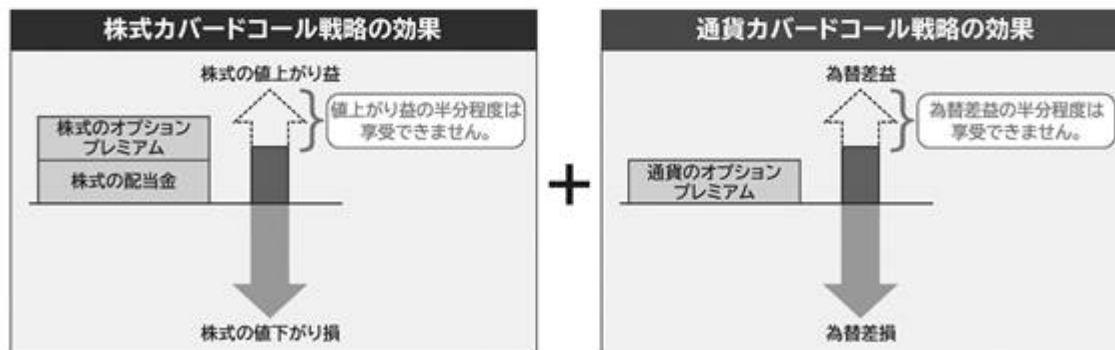 株式カバードコール戦略の効果
株式の値上がり益
値上がり益の半分程度は
享受できません。
株式のオプション
プレミアム
株式の配当金
株式の値下がり損
+
通貨カバードコール戦略の効果
為替差益
為替差益の半分程度は
享受できません。
通貨のオプション
プレミアム
為替差損